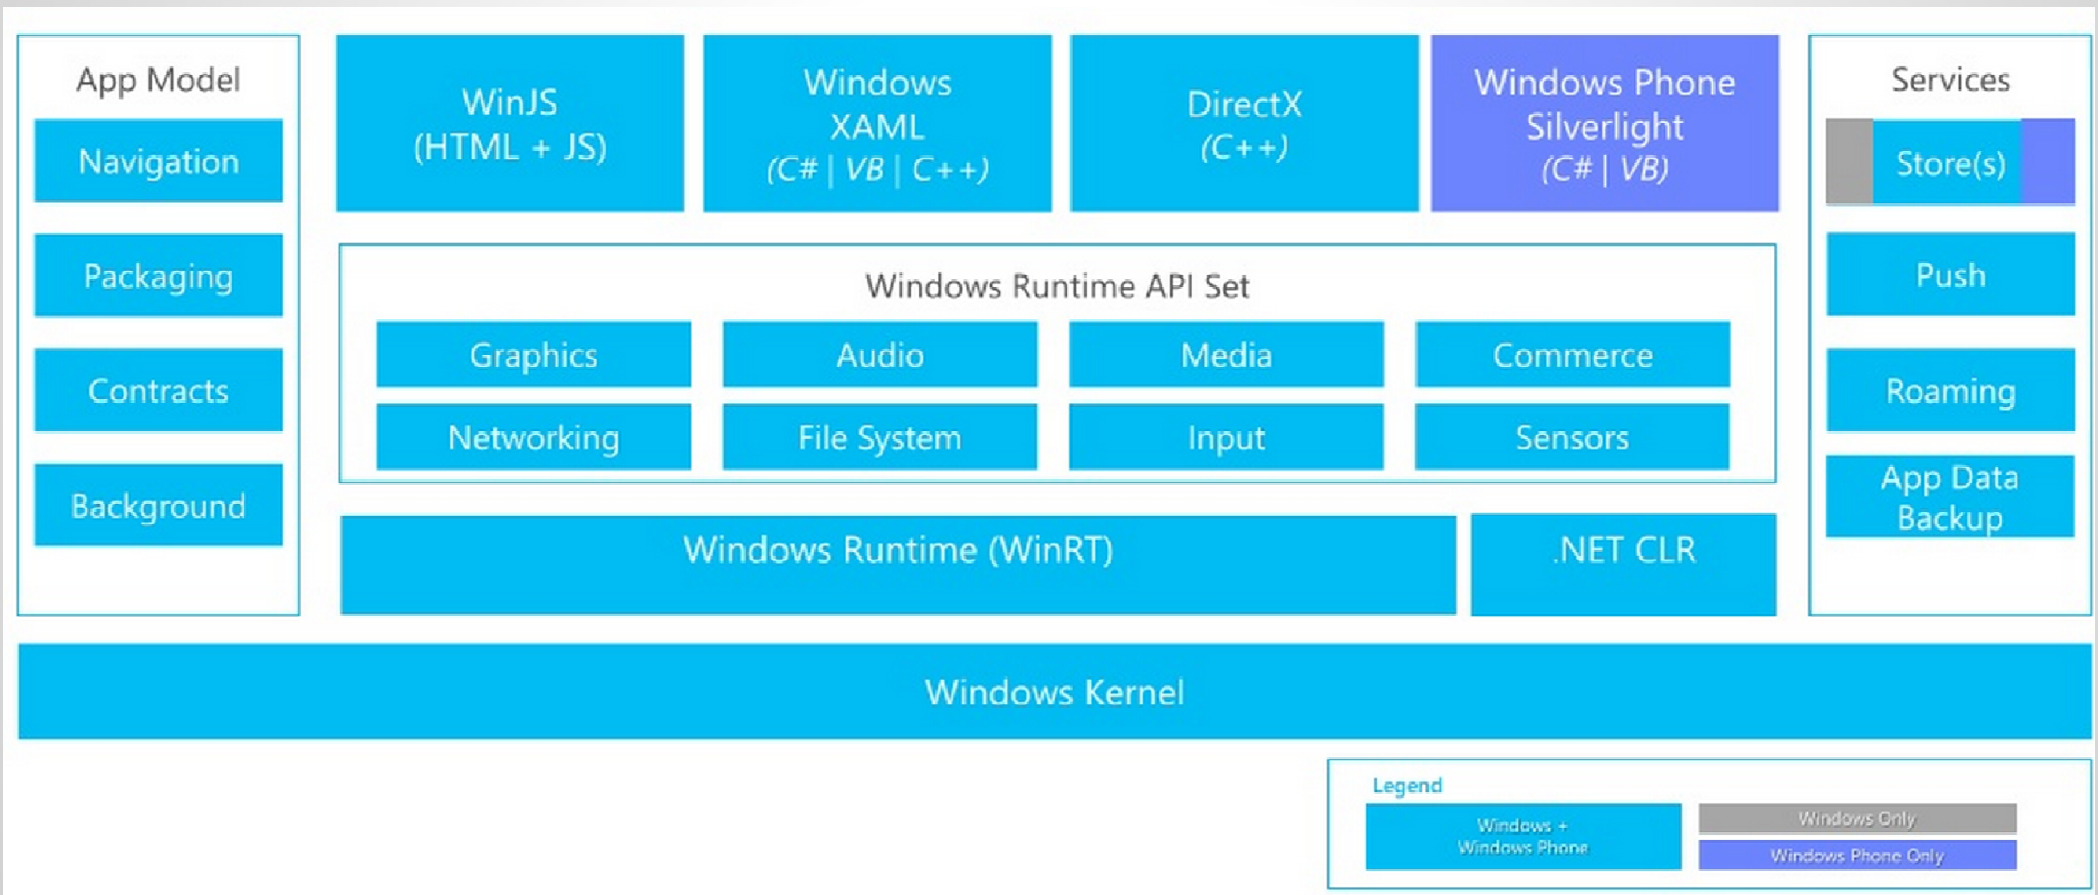 App Model
Navigation
Packaging
Contracts
Background
WinJS
(HTML + JS)
Windows
XAML
(C# | VB | C++)
DirectX
(C++)
Windows Phone
Silverlight
(C# | VB)
Windows Runtime API Set
Graphics
Audio
Media
Commerce
Networking
File System
Input
Sensors
Windows Runtime (WinRT)
.NET CLR
Services
Store(s)
Push
Roaming
App Data
Backup
Windows Kernel
Legend
Windows +
Windows Phone
Windows Only
Windows Phone Only